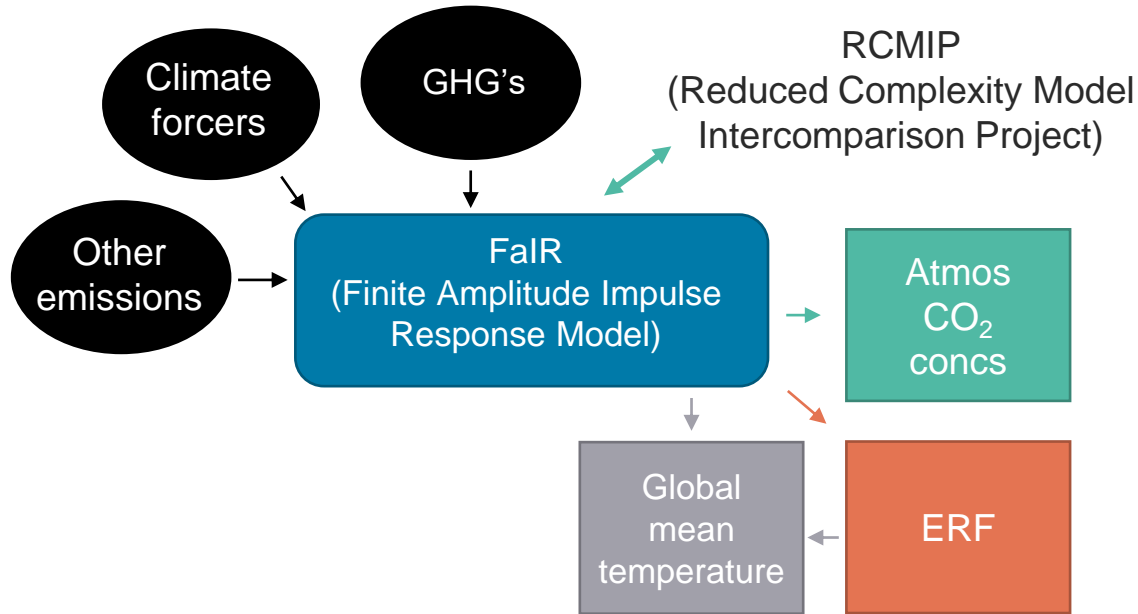 Climate
forcers
GHG's
RCMIP
(Reduced Complexity Model
Intercomparison Project)
Other
emissions
FaIR
(Finite Amplitude Impulse
Response Model)
Atmos
CO₂
concs
Global
mean
temperature
ERF